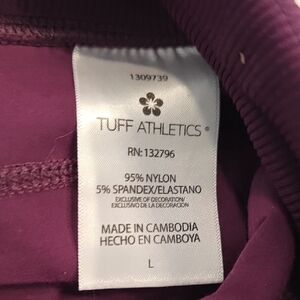 1309739
TUFF ATHLETICS®
RN: 132796
95% NYLON
5% SPANDEX/ELASTANO
EXCLUSIVE OF DECORATION/
EXCLUSIVO DE LA DECORACIÓN
MADE IN CAMBODIA
HECHO EN CAMBOYA
L